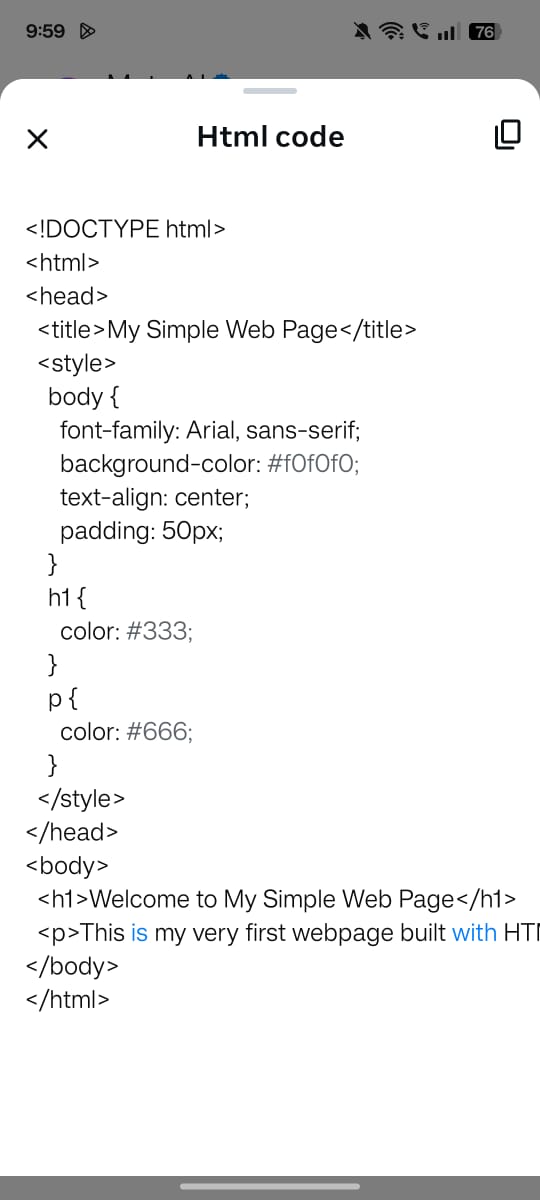 9:59
76
Html code
<!DOCTYPE html>
<html>
<head>
<title>My Simple Web Page</title>
<style>
body {
font-family: Arial, sans-serif;
background-color: #f0f0f0;
text-align: center;
padding: 50px;
}
h1 {
color: #333;
}
p {
color: #666;
}
</style>
</head>
<body>
<h1>Welcome to My Simple Web Page</h1>
<p>This is my very first webpage built with
</body>
</html>